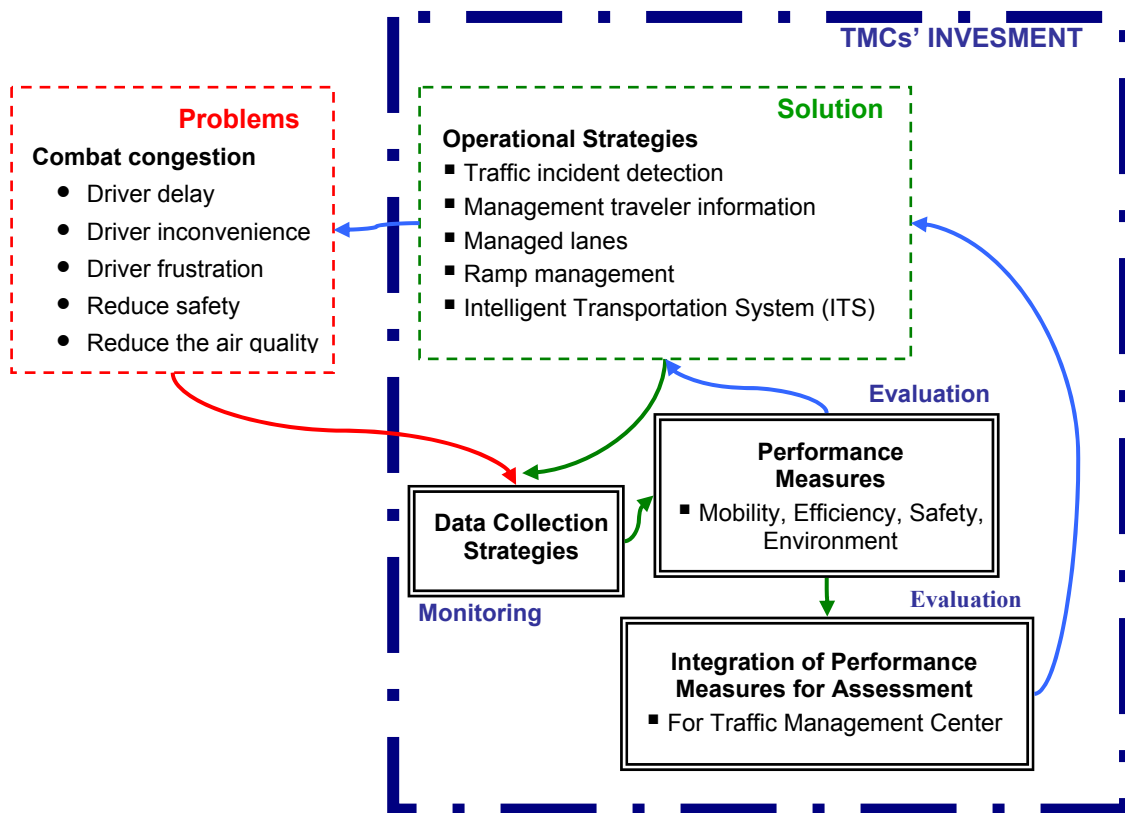 TMCs' INVESMENT
Problems
Combat congestion
• Driver delay
• Driver inconvenience
• Driver frustration
• Reduce safety
• Reduce the air quality
Solution
Operational Strategies
▪ Traffic incident detection
▪ Management traveler information
▪ Managed lanes
▪ Ramp management
▪ Intelligent Transportation System (ITS)
Evaluation
Performance
Measures
▪ Mobility, Efficiency, Safety,
Environment
Data Collection
Strategies
Monitoring
Evaluation
Integration of Performance
Measures for Assessment
▪ For Traffic Management Center